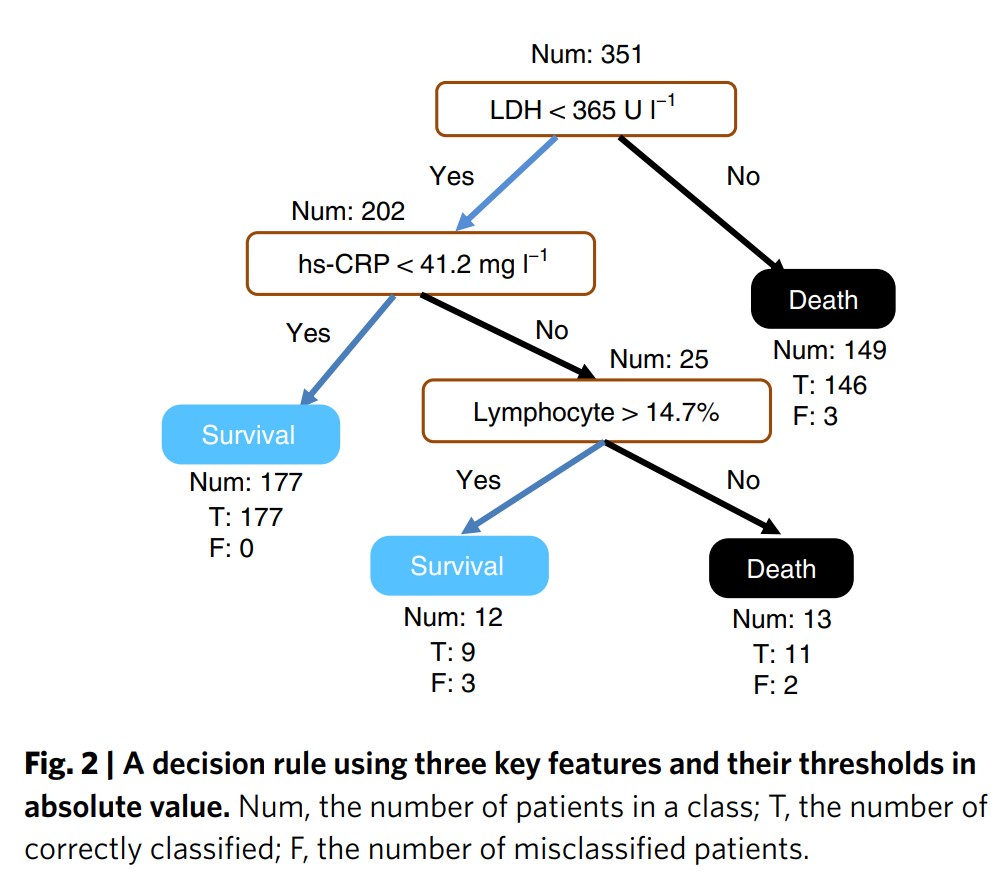 Num: 351
LDH < 365 U l⁻¹
Yes
No
Num: 202
hs-CRP < 41.2 mg l⁻¹
Death
Num: 149
T: 146
F: 3
Yes
No
Num: 25
Lymphocyte > 14.7%
Survival
Num: 177
T: 177
F: 0
Yes
No
Survival
Num: 12
T: 9
F: 3
Death
Num: 13
T: 11
F: 2
Fig. 2 | A decision rule using three key features and their thresholds in
absolute value. Num, the number of patients in a class; T, the number of
correctly classified; F, the number of misclassified patients.